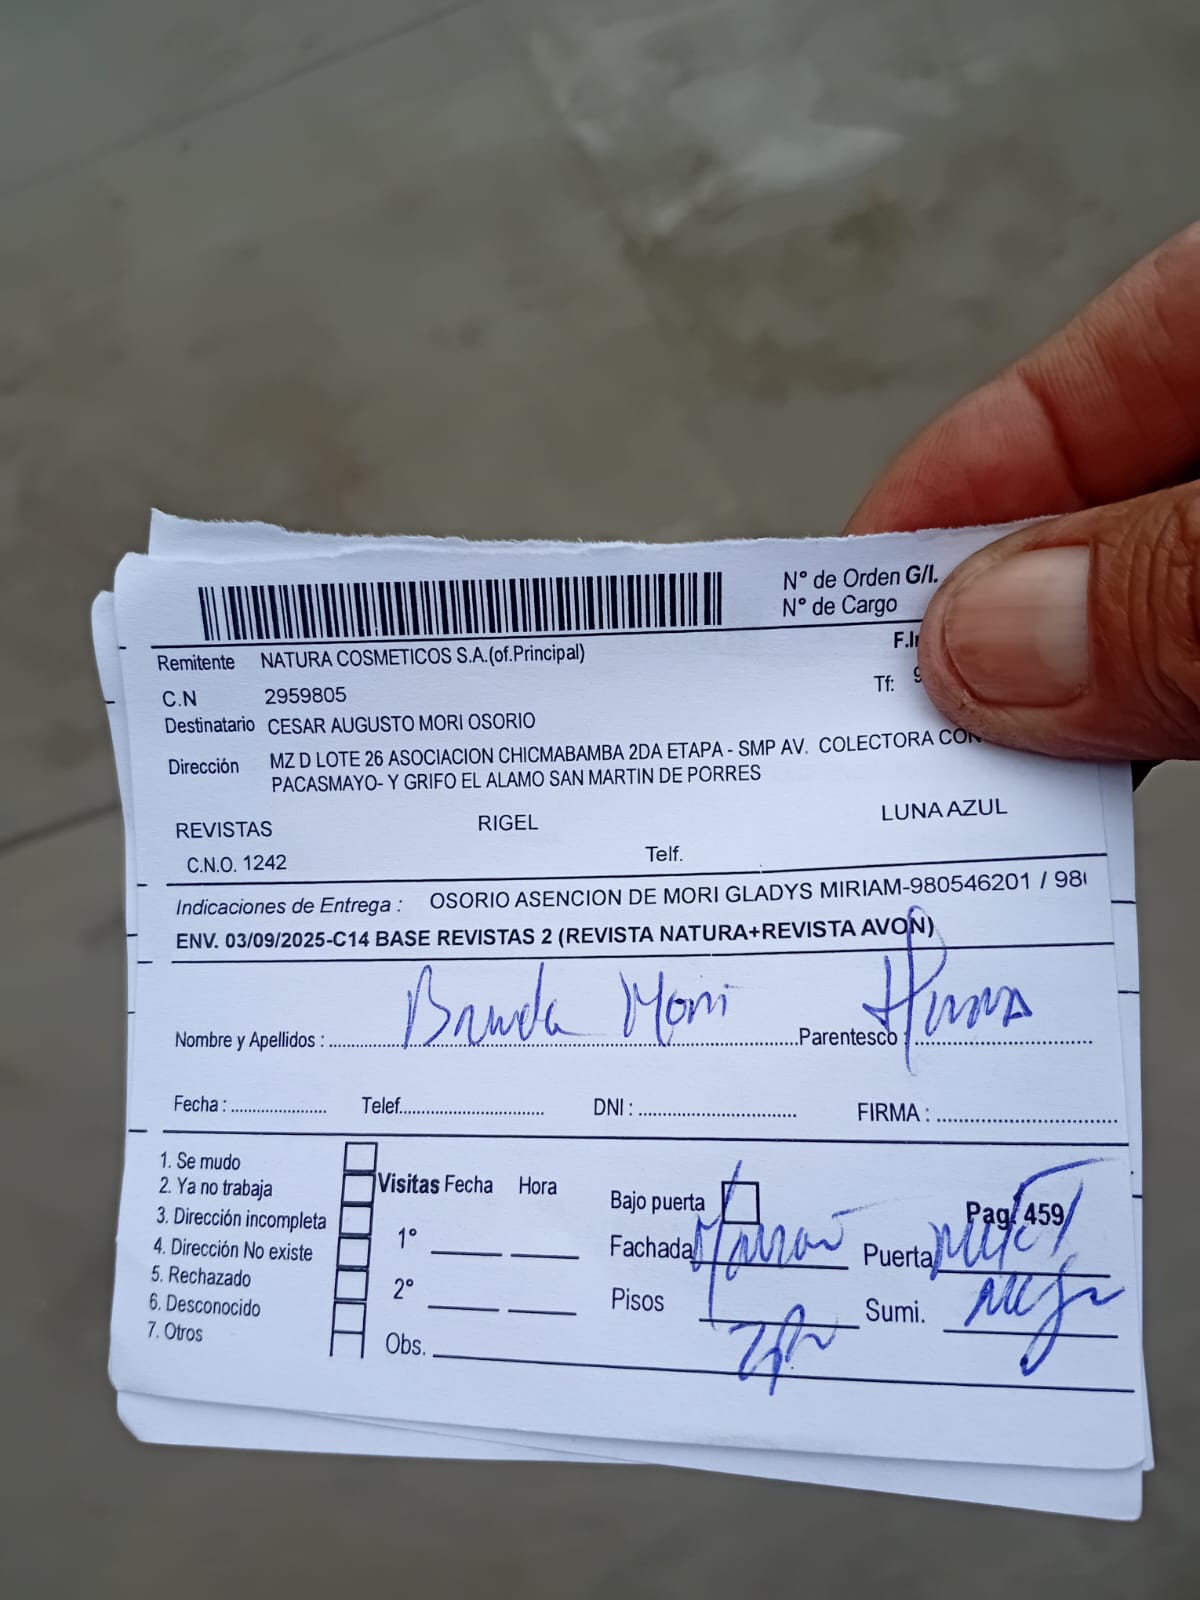 N° de Orden G/I.
N° de Cargo
Remitente NATURA COSMETICOS S.A.(of.Principal)
C.N 2959805
Tf: 9
Destinatario CESAR AUGUSTO MORI OSORIO
Dirección MZ D LOTE 26 ASOCIACION CHICMABAMBA 2DA ETAPA - SMP AV. COLECTORA CON
PACASMAYO- Y GRIFO EL ALAMO SAN MARTIN DE PORRES
REVISTAS RIGEL LUNA AZUL
C.N.O. 1242 Telf.
Indicaciones de Entrega : OSORIO ASENCION DE MORI GLADYS MIRIAM-980546201 / 98
ENV. 03/09/2025-C14 BASE REVISTAS 2 (REVISTA NATURA+REVISTA AVON)
Nombre y Apellidos : Mori Parentesco :
Fecha : Telef. DNI : FIRMA :
1. Se mudo
2. Ya no trabaja
3. Dirección incompleta
4. Dirección No existe
5. Rechazado
6. Desconocido
7. Otros
Visitas Fecha Hora
1°
2°
Obs.
Bajo puerta Pag. 459
Fachada Puerta
Pisos Sumi.